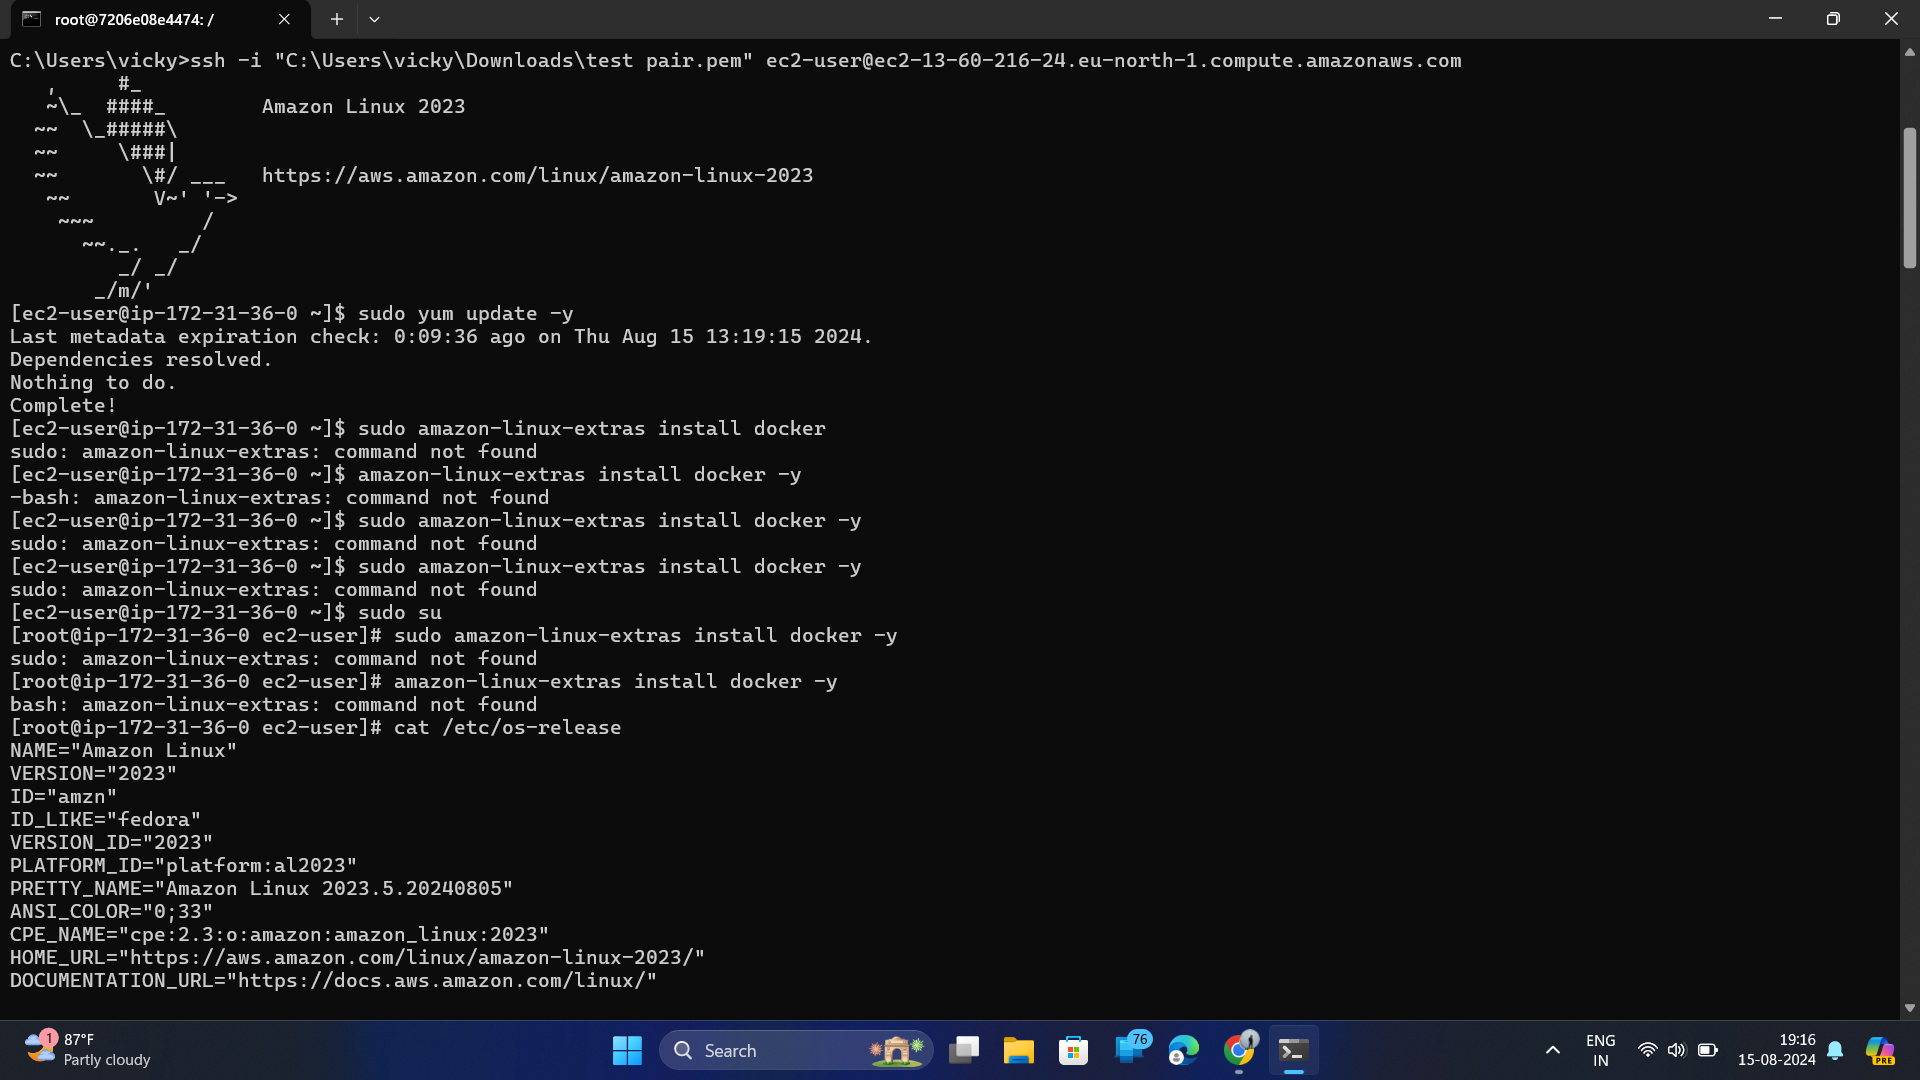 root@7206e08e4474: /
C:\Users\vicky>ssh -i "C:\Users\vicky\Downloads\test pair.pem" ec2-user@ec2-13-60-216-24.eu-north-1.compute.amazonaws.com
   ,     #_
   ~\_  ####_        Amazon Linux 2023
  ~~  \_#####\
  ~~     \###|
  ~~       \#/ ___   https://aws.amazon.com/linux/amazon-linux-2023
   ~~       V~' '->
    ~~~         /
      ~~._.   _/
         _/ _/
       _/m/'
[ec2-user@ip-172-31-36-0 ~]$ sudo yum update -y
Last metadata expiration check: 0:09:36 ago on Thu Aug 15 13:19:15 2024.
Dependencies resolved.
Nothing to do.
Complete!
[ec2-user@ip-172-31-36-0 ~]$ sudo amazon-linux-extras install docker
sudo: amazon-linux-extras: command not found
[ec2-user@ip-172-31-36-0 ~]$ amazon-linux-extras install docker -y
-bash: amazon-linux-extras: command not found
[ec2-user@ip-172-31-36-0 ~]$ sudo amazon-linux-extras install docker -y
sudo: amazon-linux-extras: command not found
[ec2-user@ip-172-31-36-0 ~]$ sudo amazon-linux-extras install docker -y
sudo: amazon-linux-extras: command not found
[ec2-user@ip-172-31-36-0 ~]$ sudo su
[root@ip-172-31-36-0 ec2-user]# sudo amazon-linux-extras install docker -y
sudo: amazon-linux-extras: command not found
[root@ip-172-31-36-0 ec2-user]# amazon-linux-extras install docker -y
bash: amazon-linux-extras: command not found
[root@ip-172-31-36-0 ec2-user]# cat /etc/os-release
NAME="Amazon Linux"
VERSION="2023"
ID="amzn"
ID_LIKE="fedora"
VERSION_ID="2023"
PLATFORM_ID="platform:al2023"
PRETTY_NAME="Amazon Linux 2023.5.20240805"
ANSI_COLOR="0;33"
CPE_NAME="cpe:2.3:o:amazon:amazon_linux:2023"
HOME_URL="https://aws.amazon.com/linux/amazon-linux-2023/"
DOCUMENTATION_URL="https://docs.aws.amazon.com/linux/"
1
87°F
Partly cloudy
Search
76
ENG
IN
19:16
15-08-2024
PRE